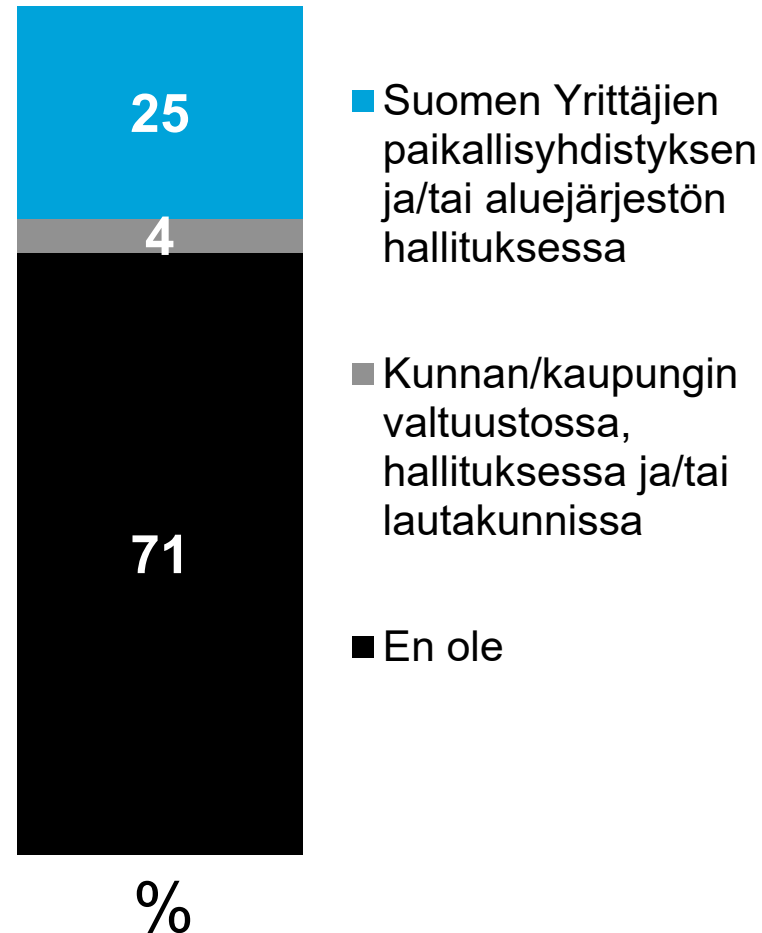 25
4
71
%
Suomen Yrittäjien
paikallisyhdistyksen
ja/tai aluejärjestön
hallituksessa
Kunnan/kaupungin
valtuustossa,
hallituksessa ja/tai
lautakunnissa
En ole